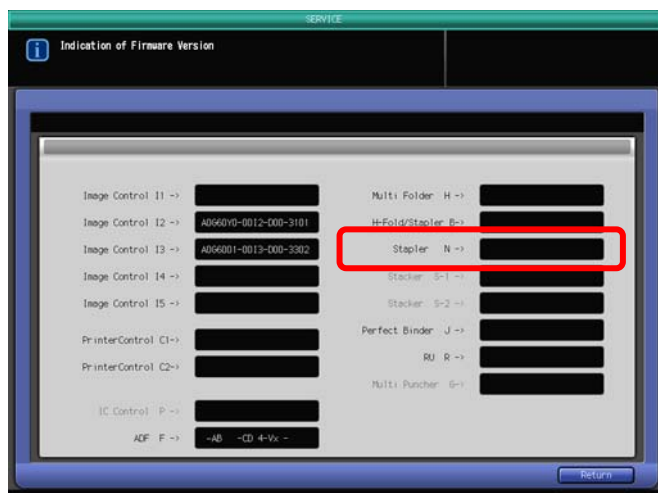 SERVICE
i Indication of Firmware Version
Image Control I1 ->
Image Control I2 -> A0G60Y0-0012-D00-3101
Image Control I3 -> A0G6001-0013-D00-3302
Image Control I4 ->
Image Control I5 ->
PrinterControl C1->
PrinterControl C2->
IC Control P ->
ADF F -> -AB -CD 4-Vx -
Multi Folder H ->
H-Fold/Stapler B->
Stapler N ->
Stacker S-1 ->
Stacker S-2 ->
Perfect Binder J ->
RU R ->
Multi Puncher G->
Return